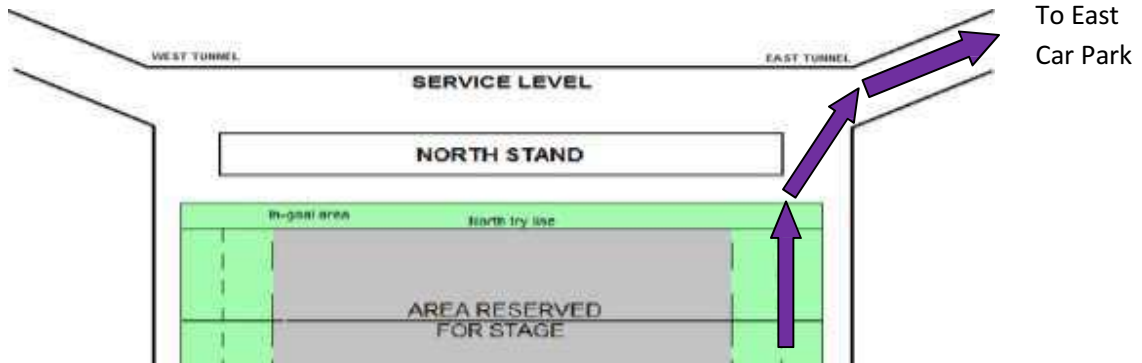 To East
Car Park
WEST TUNNEL
EAST TUNNEL
SERVICE LEVEL
NORTH STAND
In-goal area
North try line
AREA RESERVED
FOR STAGE